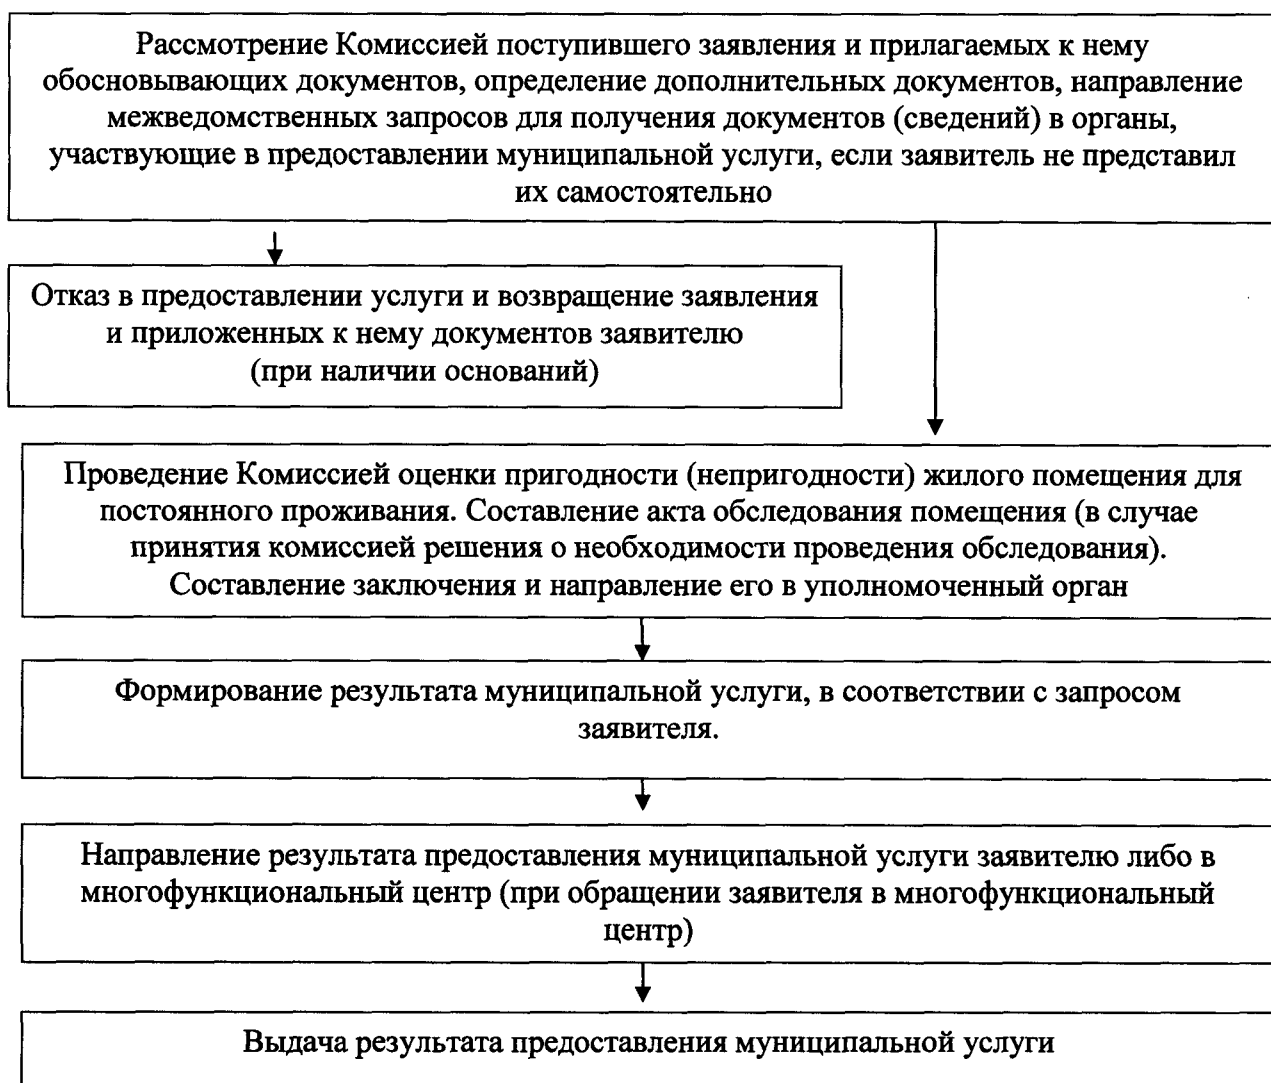 Рассмотрение Комиссией поступившего заявления и прилагаемых к нему
обосновывающих документов, определение дополнительных документов, направление
межведомственных запросов для получения документов (сведений) в органы,
участвующие в предоставлении муниципальной услуги, если заявитель не представил
их самостоятельно
Отказ в предоставлении услуги и возвращение заявления
и приложенных к нему документов заявителю
(при наличии оснований)
Проведение Комиссией оценки пригодности (непригодности) жилого помещения для
постоянного проживания. Составление акта обследования помещения (в случае
принятия комиссией решения о необходимости проведения обследования).
Составление заключения и направление его в уполномоченный орган
Формирование результата муниципальной услуги, в соответствии с запросом
заявителя.
Направление результата предоставления муниципальной услуги заявителю либо в
многофункциональный центр (при обращении заявителя в многофункциональный
центр)
Выдача результата предоставления муниципальной услуги